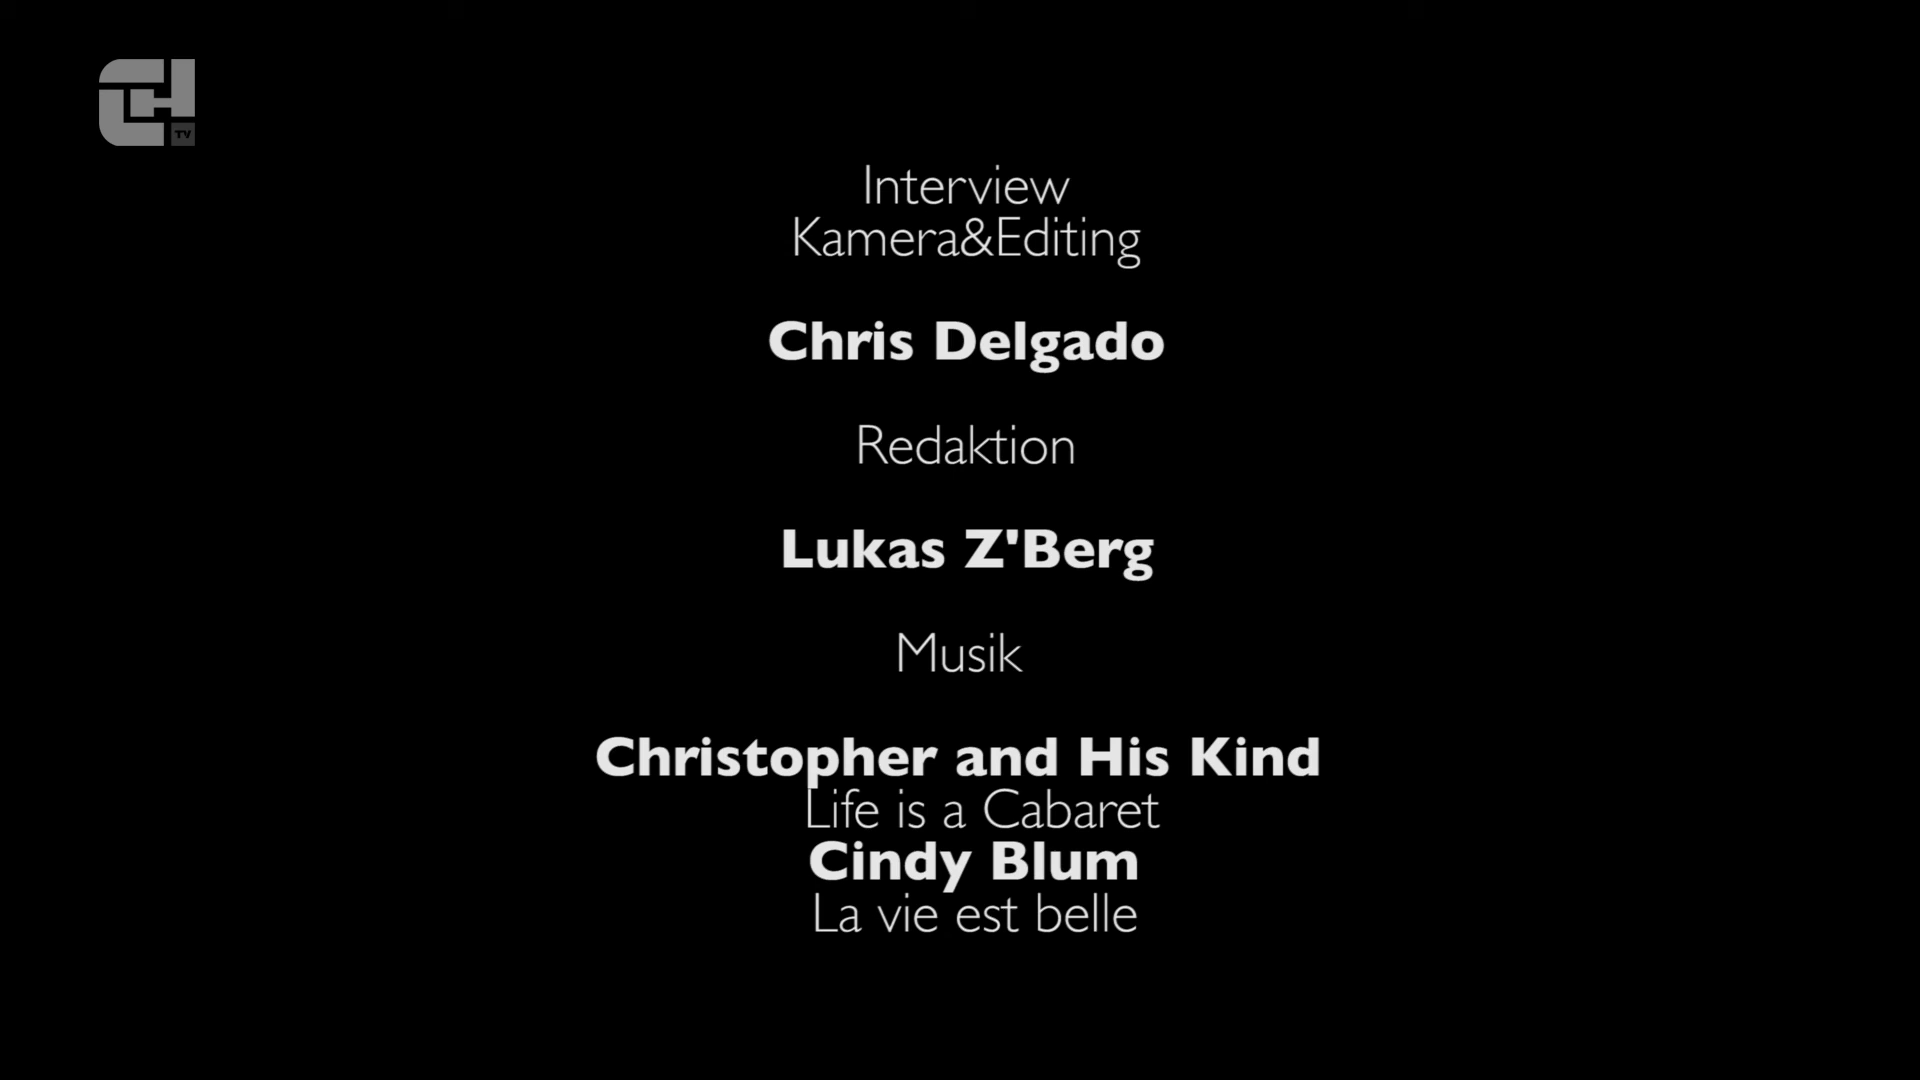 TV
Interview
Kamera&Editing
Chris Delgado
Redaktion
Lukas Z'Berg
Musik
Christopher and His Kind
Life is a Cabaret
Cindy Blum
La vie est belle